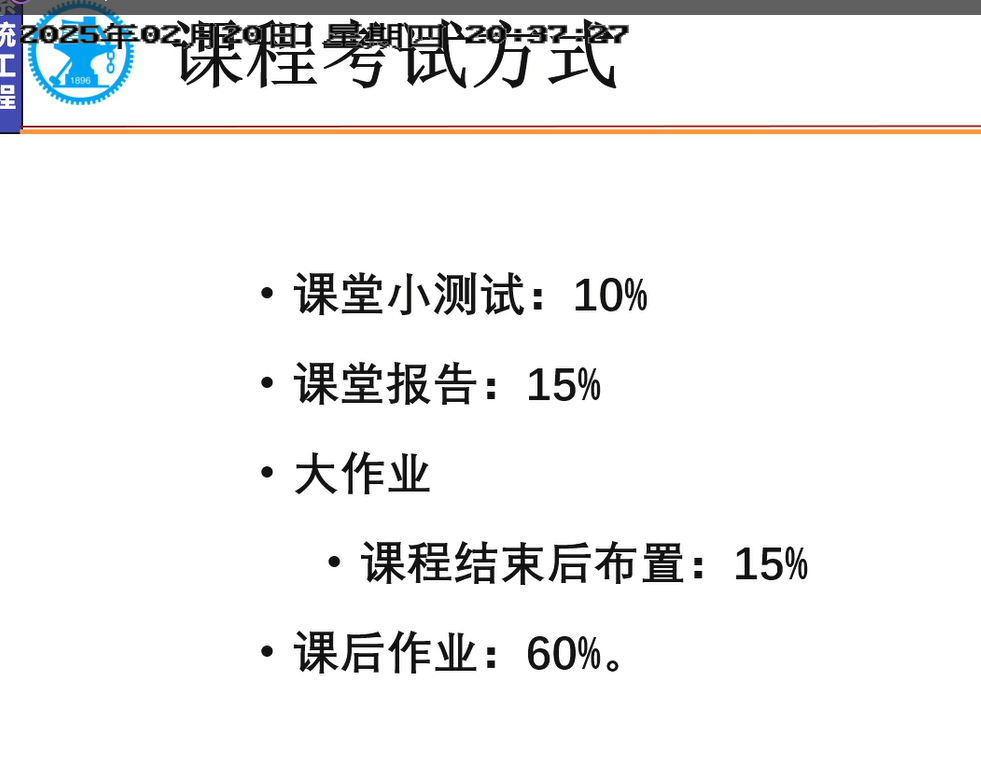 统工程
2025年02月20日 星期四 20:37:27
1896
课程考试方式
• 课堂小测试：10%
• 课堂报告：15%
• 大作业
• 课程结束后布置：15%
• 课后作业：60%。